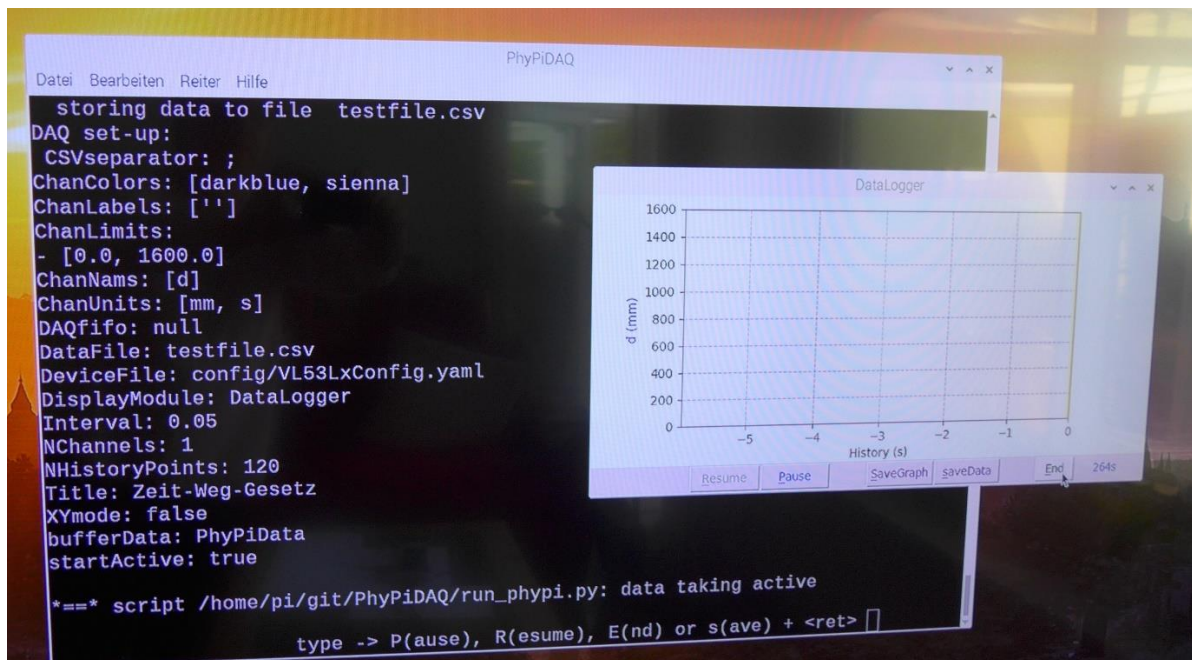 PhyPiDAQ
Datei Bearbeiten Reiter Hilfe
storing data to file testfile.csv
DAQ set-up:
CSVseparator: ;
ChanColors: [darkblue, sienna]
ChanLabels: ['']
ChanLimits:
- [0.0, 1600.0]
ChanNams: [d]
ChanUnits: [mm, s]
DAQfifo: null
DataFile: testfile.csv
DeviceFile: config/VL53LxConfig.yaml
DisplayModule: DataLogger
Interval: 0.05
NChannels: 1
NHistoryPoints: 120
Title: Zeit-Weg-Gesetz
XYmode: false
bufferData: PhyPiData
startActive: true
*==* script /home/pi/git/PhyPiDAQ/run_phypi.py: data taking active
type -> P(ause), R(esume), E(nd) or s(ave) + <ret>
DataLogger
1600
1400
1200
1000
800
600
400
200
0
d (mm)
−5 −4 −3 −2 −1 0
History (s)
Resume Pause SaveGraph saveData End 264s